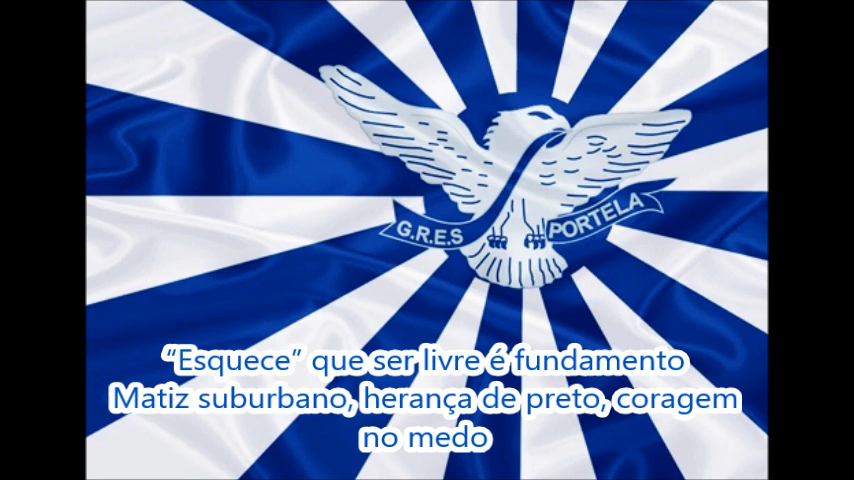 G.R.E.S
PORTELA
“Esquece” que ser livre é fundamento
Matiz suburbano, herança de preto, coragem
no medo